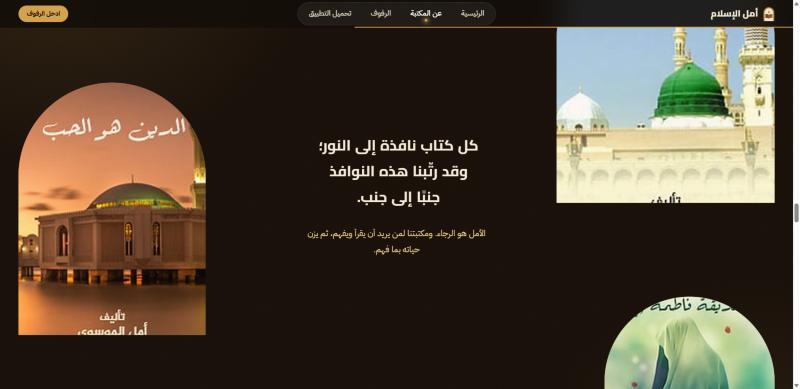 أمل الإسلام
الرئيسية
عن المكتبة
الرفوف
تحميل التطبيق
ادخل الرفوف
الدين هو الحب
تأليف
أمل الموسوي
كل كتاب نافذة إلى النور؛
وقد رتّبنا هذه النوافذ
جنبًا إلى جنب.
الأمل هو الرجاء. ومكتبتنا لمن يريد أن يقرأ ويفهم، ثم يزن
حياته بما فهم.
تأليف
فاطمة